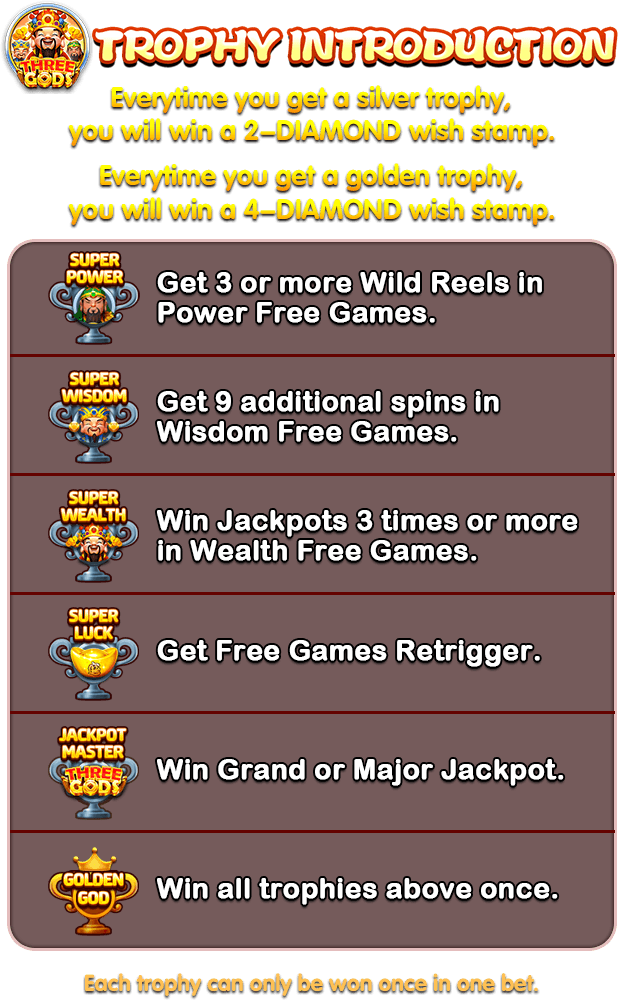 THREE
GODS
TROPHY INTRODUCTION
Everytime you get a silver trophy,
you will win a 2-DIAMOND wish stamp.
Everytime you get a golden trophy,
you will win a 4-DIAMOND wish stamp.
SUPER
POWER
Get 3 or more Wild Reels in
Power Free Games.
SUPER
WISDOM
Get 9 additional spins in
Wisdom Free Games.
SUPER
WEALTH
Win Jackpots 3 times or more
in Wealth Free Games.
SUPER
LUCK
Get Free Games Retrigger.
JACKPOT
MASTER
THREE
GODS
Win Grand or Major Jackpot.
GOLDEN
GOD
Win all trophies above once.
Each trophy can only be won once in one bet.